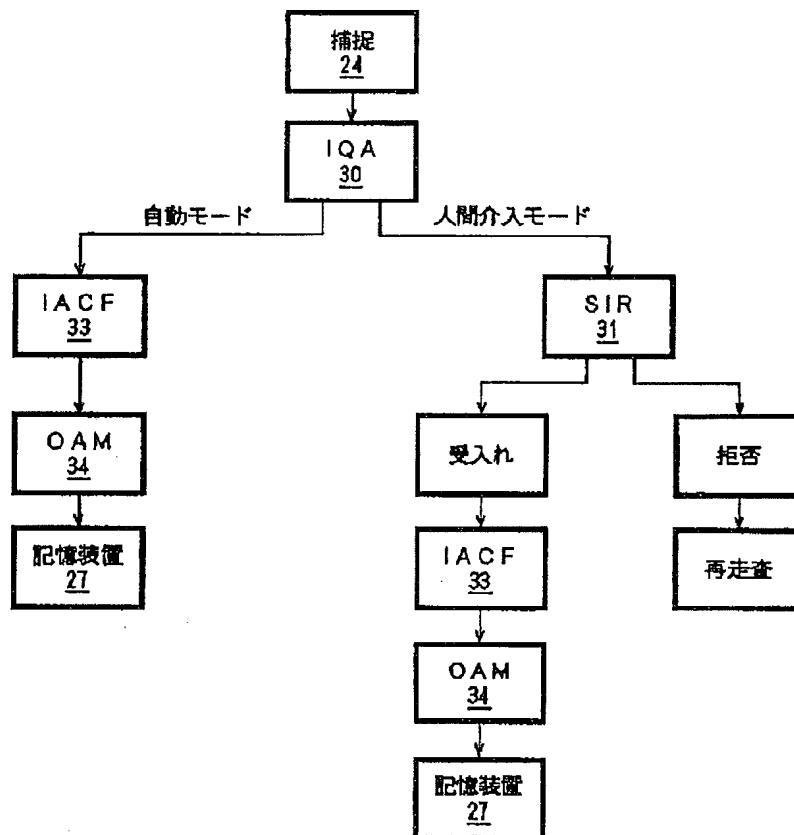 捕捉
24
IQA
30
自動モード
人間介入モード
IACF
33
SIR
31
OAM
34
受入れ
拒否
記憶装置
27
IACF
33
再走査
OAM
34
記憶装置
27